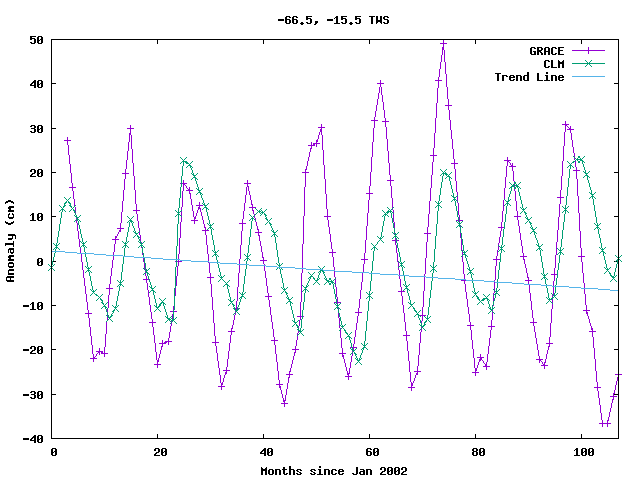 -66.5, -15.5 TWS
GRACE
CLM
Trend Line
50
40
30
20
10
0
-10
-20
-30
-40
Anomaly (cm)
0 20 40 60 80 100
Months since Jan 2002